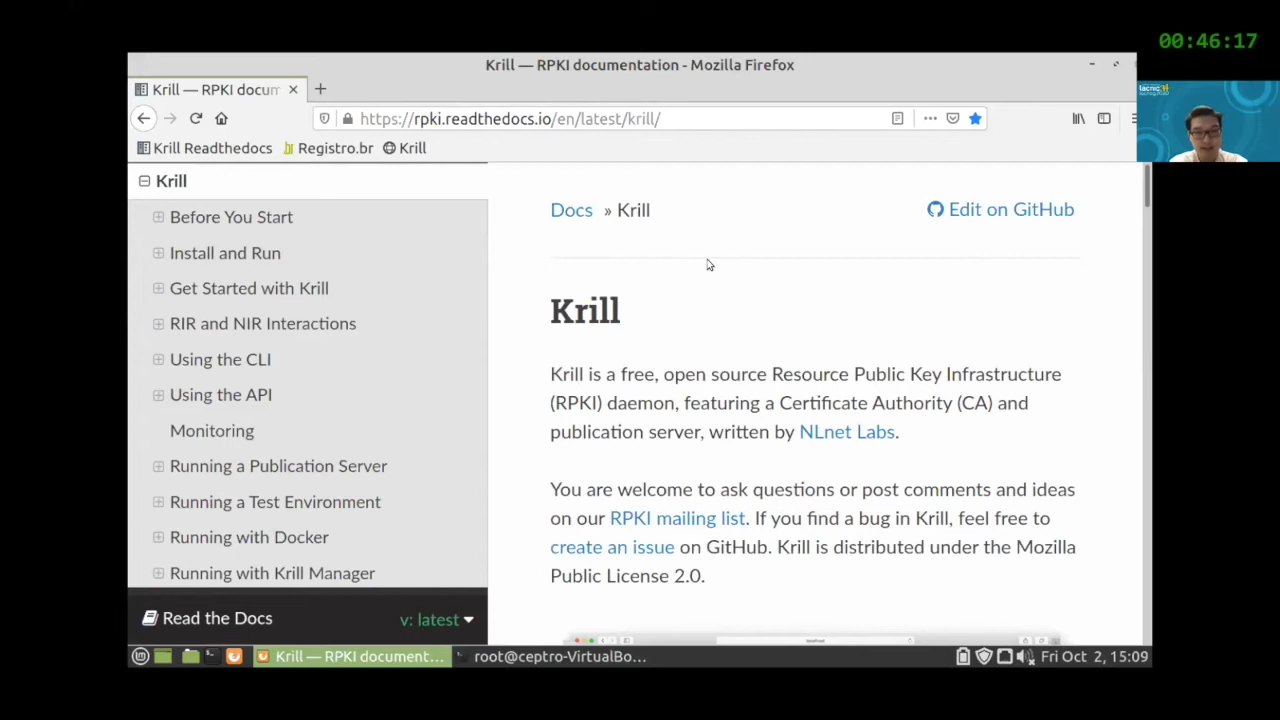 00:46:17
Krill — RPKI documentation - Mozilla Firefox
Krill — RPKI docum
https://rpki.readthedocs.io/en/latest/krill/
Krill Readthedocs Registro.br Krill
lacnic
Krill
Before You Start
Install and Run
Get Started with Krill
RIR and NIR Interactions
Using the CLI
Using the API
Monitoring
Running a Publication Server
Running a Test Environment
Running with Docker
Running with Krill Manager
Read the Docs v: latest
Docs » Krill
Edit on GitHub
Krill
Krill is a free, open source Resource Public Key Infrastructure
(RPKI) daemon, featuring a Certificate Authority (CA) and
publication server, written by NLnet Labs.
You are welcome to ask questions or post comments and ideas
on our RPKI mailing list. If you find a bug in Krill, feel free to
create an issue on GitHub. Krill is distributed under the Mozilla
Public License 2.0.
Krill — RPKI document... root@ceptro-VirtualBo... Fri Oct 2, 15:09